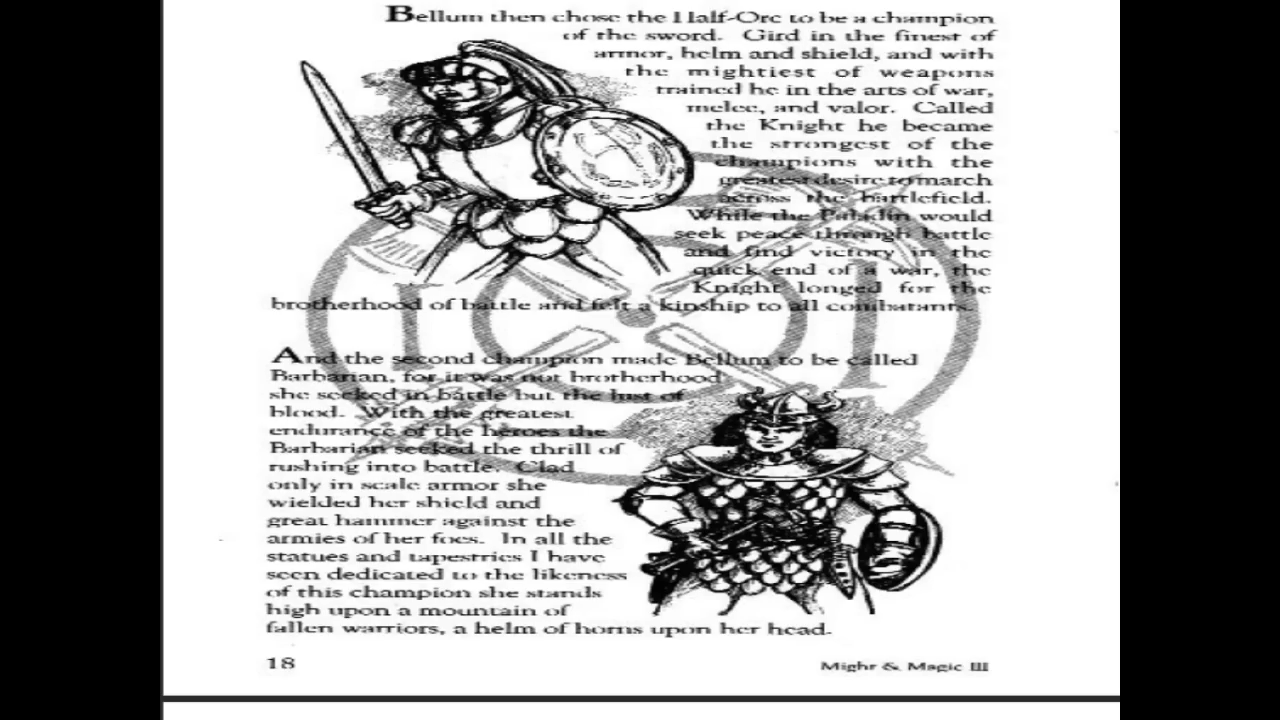 Bellum then chose the Half-Orc to be a champion
of the sword. Gird in the finest of
armor, helm and shield, and with
the mightiest of weapons
trained he in the arts of war,
melee, and valor. Called
the Knight he became
the strongest of the
champions with the
greatest desire to march
across the battlefield.
While the Paladin would
seek peace through battle
and find victory in the
quick end of a war, the
Knight longed for the
brotherhood of battle and felt a kinship to all combatants.
And the second champion made Bellum to be called
Barbarian, for it was not brotherhood
she seeked in battle but the lust of
blood. With the greatest
endurance of the heroes the
Barbarian seeked the thrill of
rushing into battle. Clad
only in scale armor she
wielded her shield and
great hammer against the
armies of her foes. In all the
statues and tapestries I have
seen dedicated to the likeness
of this champion she stands
high upon a mountain of
fallen warriors, a helm of horns upon her head.
18
Might & Magic III